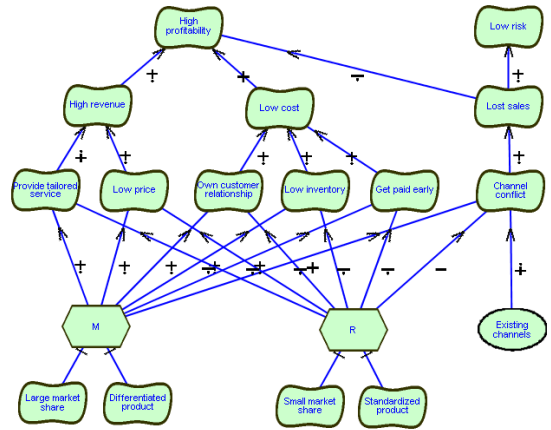 High
profitability
Low risk
High revenue
Low cost
Lost sales
Provide tailored
service
Low price
Own customer
relationship
Low inventory
Get paid early
Channel
conflict
M
R
Existing
channels
Large market
share
Differentiated
product
Small market
share
Standardized
product